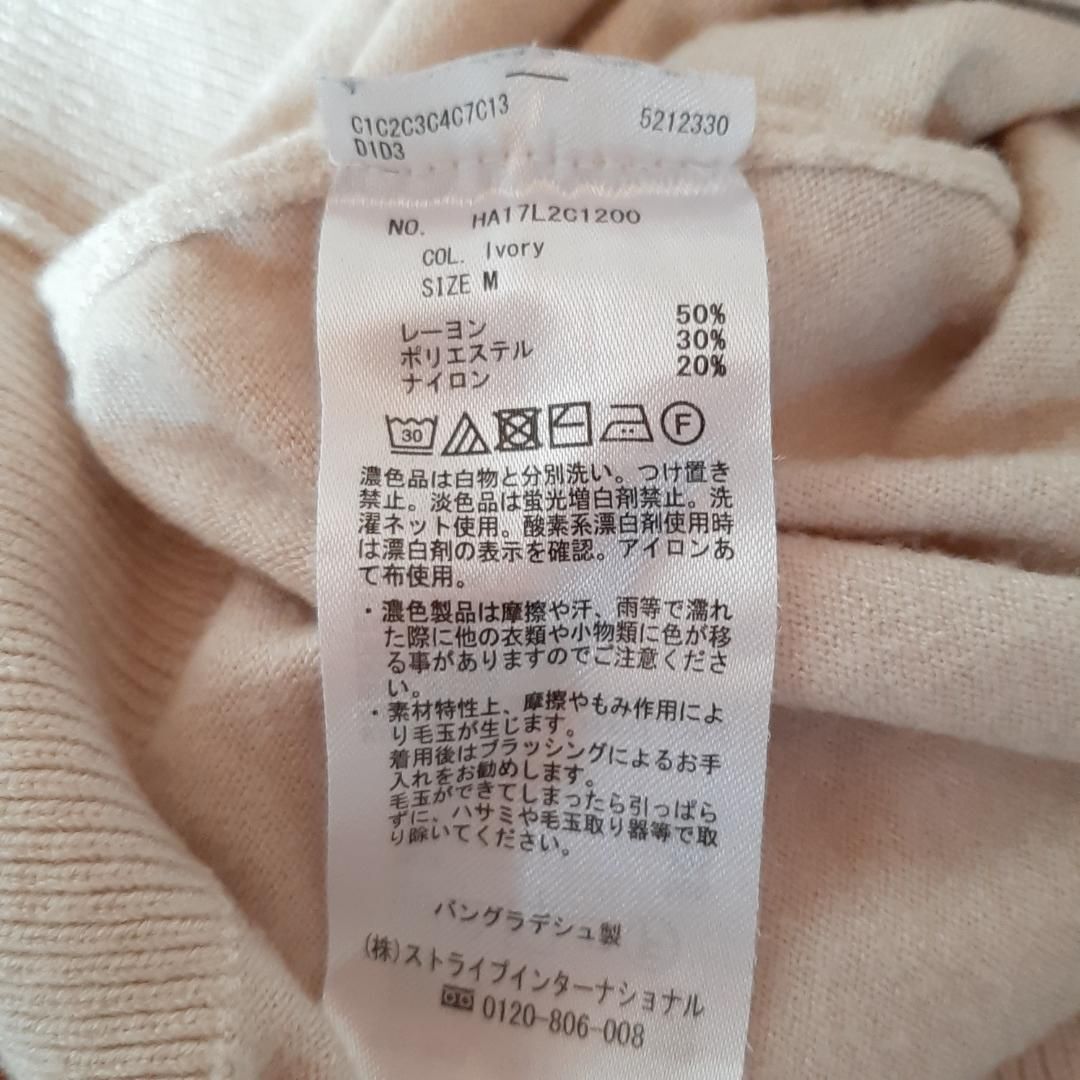 C1C2C3C4C7C13 5212330
D1D3
NO. HA17L2C1200
COL. Ivory
SIZE M
レーヨン 50%
ポリエステル 30%
ナイロン 20%
30 F
濃色品は白物と分別洗い。つけ置き
禁止。淡色品は蛍光増白剤禁止。洗
濯ネット使用。酸素系漂白剤使用時
は漂白剤の表示を確認。アイロンあ
て布使用。
・濃色製品は摩擦や汗、雨等で濡れ
た際に他の衣類や小物類に色が移
る事がありますのでご注意くださ
い。
・素材特性上、摩擦やもみ作用によ
り毛玉が生じます。
着用後はブラッシングによるお手
入れをお勧めします。
毛玉ができてしまったら引っぱら
ずに、ハサミや毛玉取り器等で取
り除いてください。
バングラデシュ製
(株)ストライプインターナショナル
0120-806-008